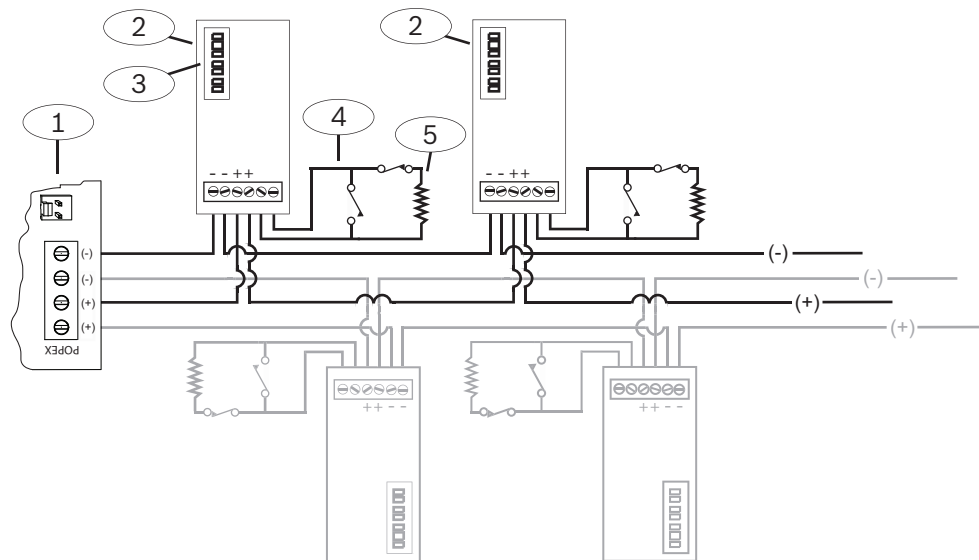 2
2
3
4
5
1
- - ++
- - ++
(-)
(-)
(-)
(-)
(+)
(+)
(+)
(+)
POPEX
++ - -
++ - -